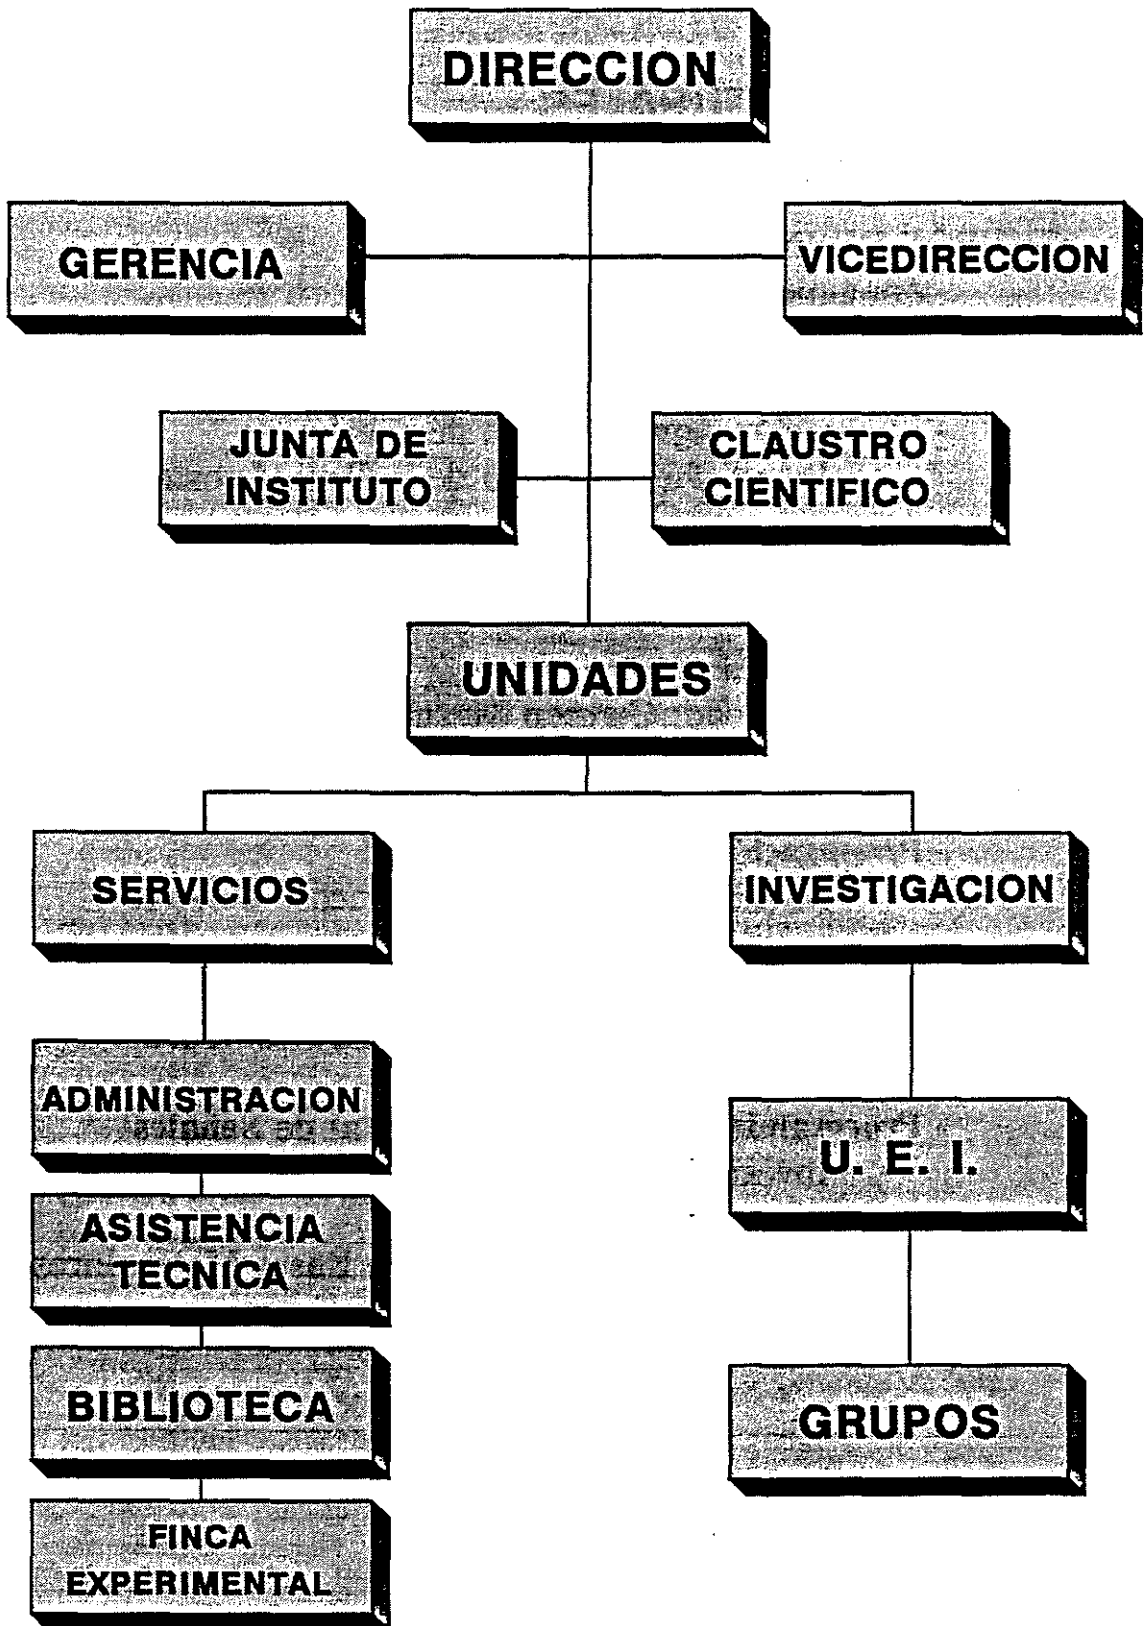 DIRECCION
GERENCIA
VICEDIRECCION
JUNTA DE
INSTITUTO
CLAUSTRO
CIENTIFICO
UNIDADES
SERVICIOS
INVESTIGACION
ADMINISTRACION
U. E. I.
ASISTENCIA
TECNICA
BIBLIOTECA
GRUPOS
FINCA
EXPERIMENTAL